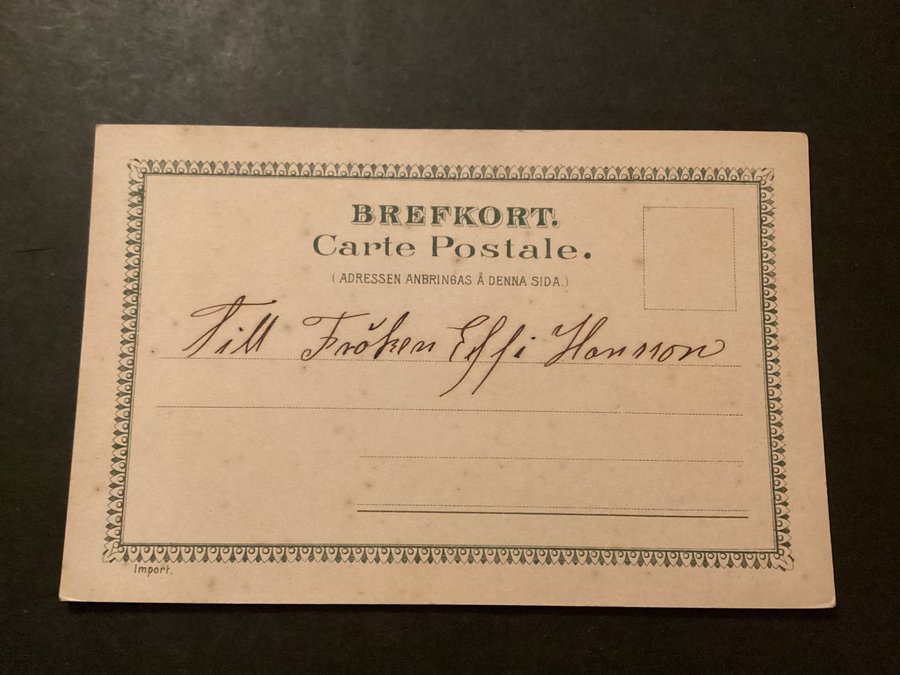 BREFKORT.
Carte Postale.
(ADRESSEN ANBRINGAS Å DENNA SIDA.)
Till Fröken Effi Hansson
Import.